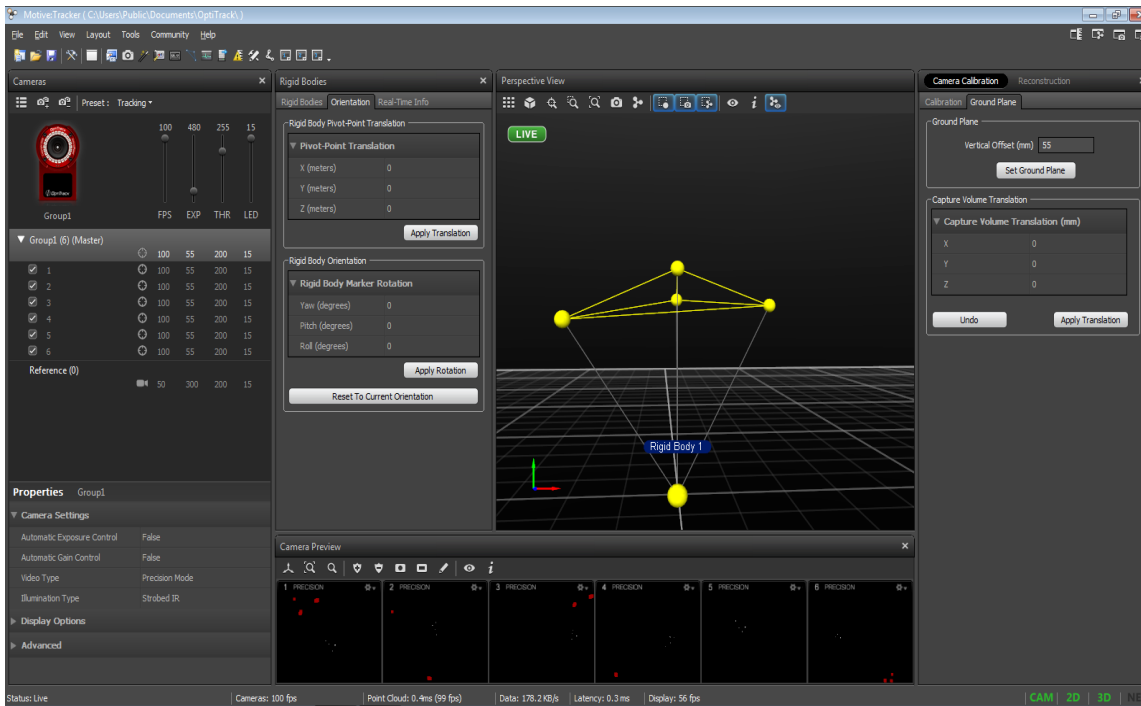 Motive:Tracker ( C:\Users\Public\Documents\OptiTrack\ )
File Edit View Layout Tools Community Help
Cameras
Preset : Tracking
100 480 255 15
OptiTrack
Group1
FPS EXP THR LED
Group1 (6) (Master)
100 55 200 15
1 100 55 200 15
2 100 55 200 15
3 100 55 200 15
4 100 55 200 15
5 100 55 200 15
6 100 55 200 15
Reference (0)
50 300 200 15
Properties Group1
Camera Settings
Automatic Exposure Control False
Automatic Gain Control False
Video Type Precision Mode
Illumination Type Strobed IR
Display Options
Advanced
Rigid Bodies
Rigid Bodies Orientation Real-Time Info
Rigid Body Pivot-Point Translation
Pivot-Point Translation
X (meters) 0
Y (meters) 0
Z (meters) 0
Apply Translation
Rigid Body Orientation
Rigid Body Marker Rotation
Yaw (degrees) 0
Pitch (degrees) 0
Roll (degrees) 0
Apply Rotation
Reset To Current Orientation
Perspective View
LIVE
Rigid Body 1
Camera Preview
1 PRECISION 2 PRECISION 3 PRECISION 4 PRECISION 5 PRECISION 6 PRECISION
Camera Calibration Reconstruction
Calibration Ground Plane
Ground Plane
Vertical Offset (mm) 55
Set Ground Plane
Capture Volume Translation
Capture Volume Translation (mm)
X 0
Y 0
Z 0
Undo Apply Translation
Status: Live Cameras: 100 fps Point Cloud: 0.4ms (99 fps) Data: 178.2 KB/s Latency: 0.3 ms Display: 56 fps CAM 2D 3D